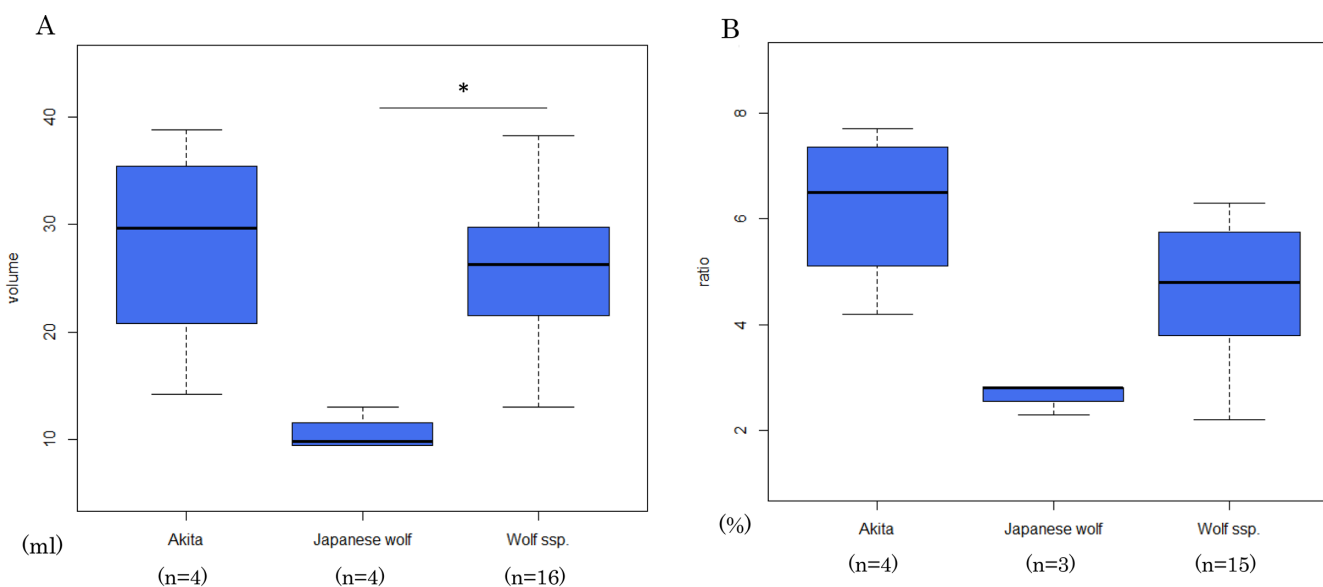 A
volume
40
30
20
10
*
(ml)
Akita
Japanese wolf
Wolf ssp.
(n=4)
(n=4)
(n=16)
B
ratio
8
6
4
2
(%)
Akita
Japanese wolf
Wolf ssp.
(n=4)
(n=3)
(n=15)